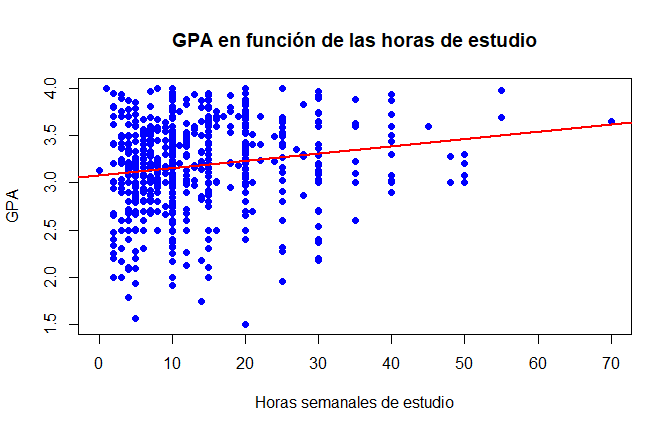 GPA en función de las horas de estudio
4.0
3.5
3.0
2.5
2.0
1.5
GPA
0 10 20 30 40 50 60 70
Horas semanales de estudio